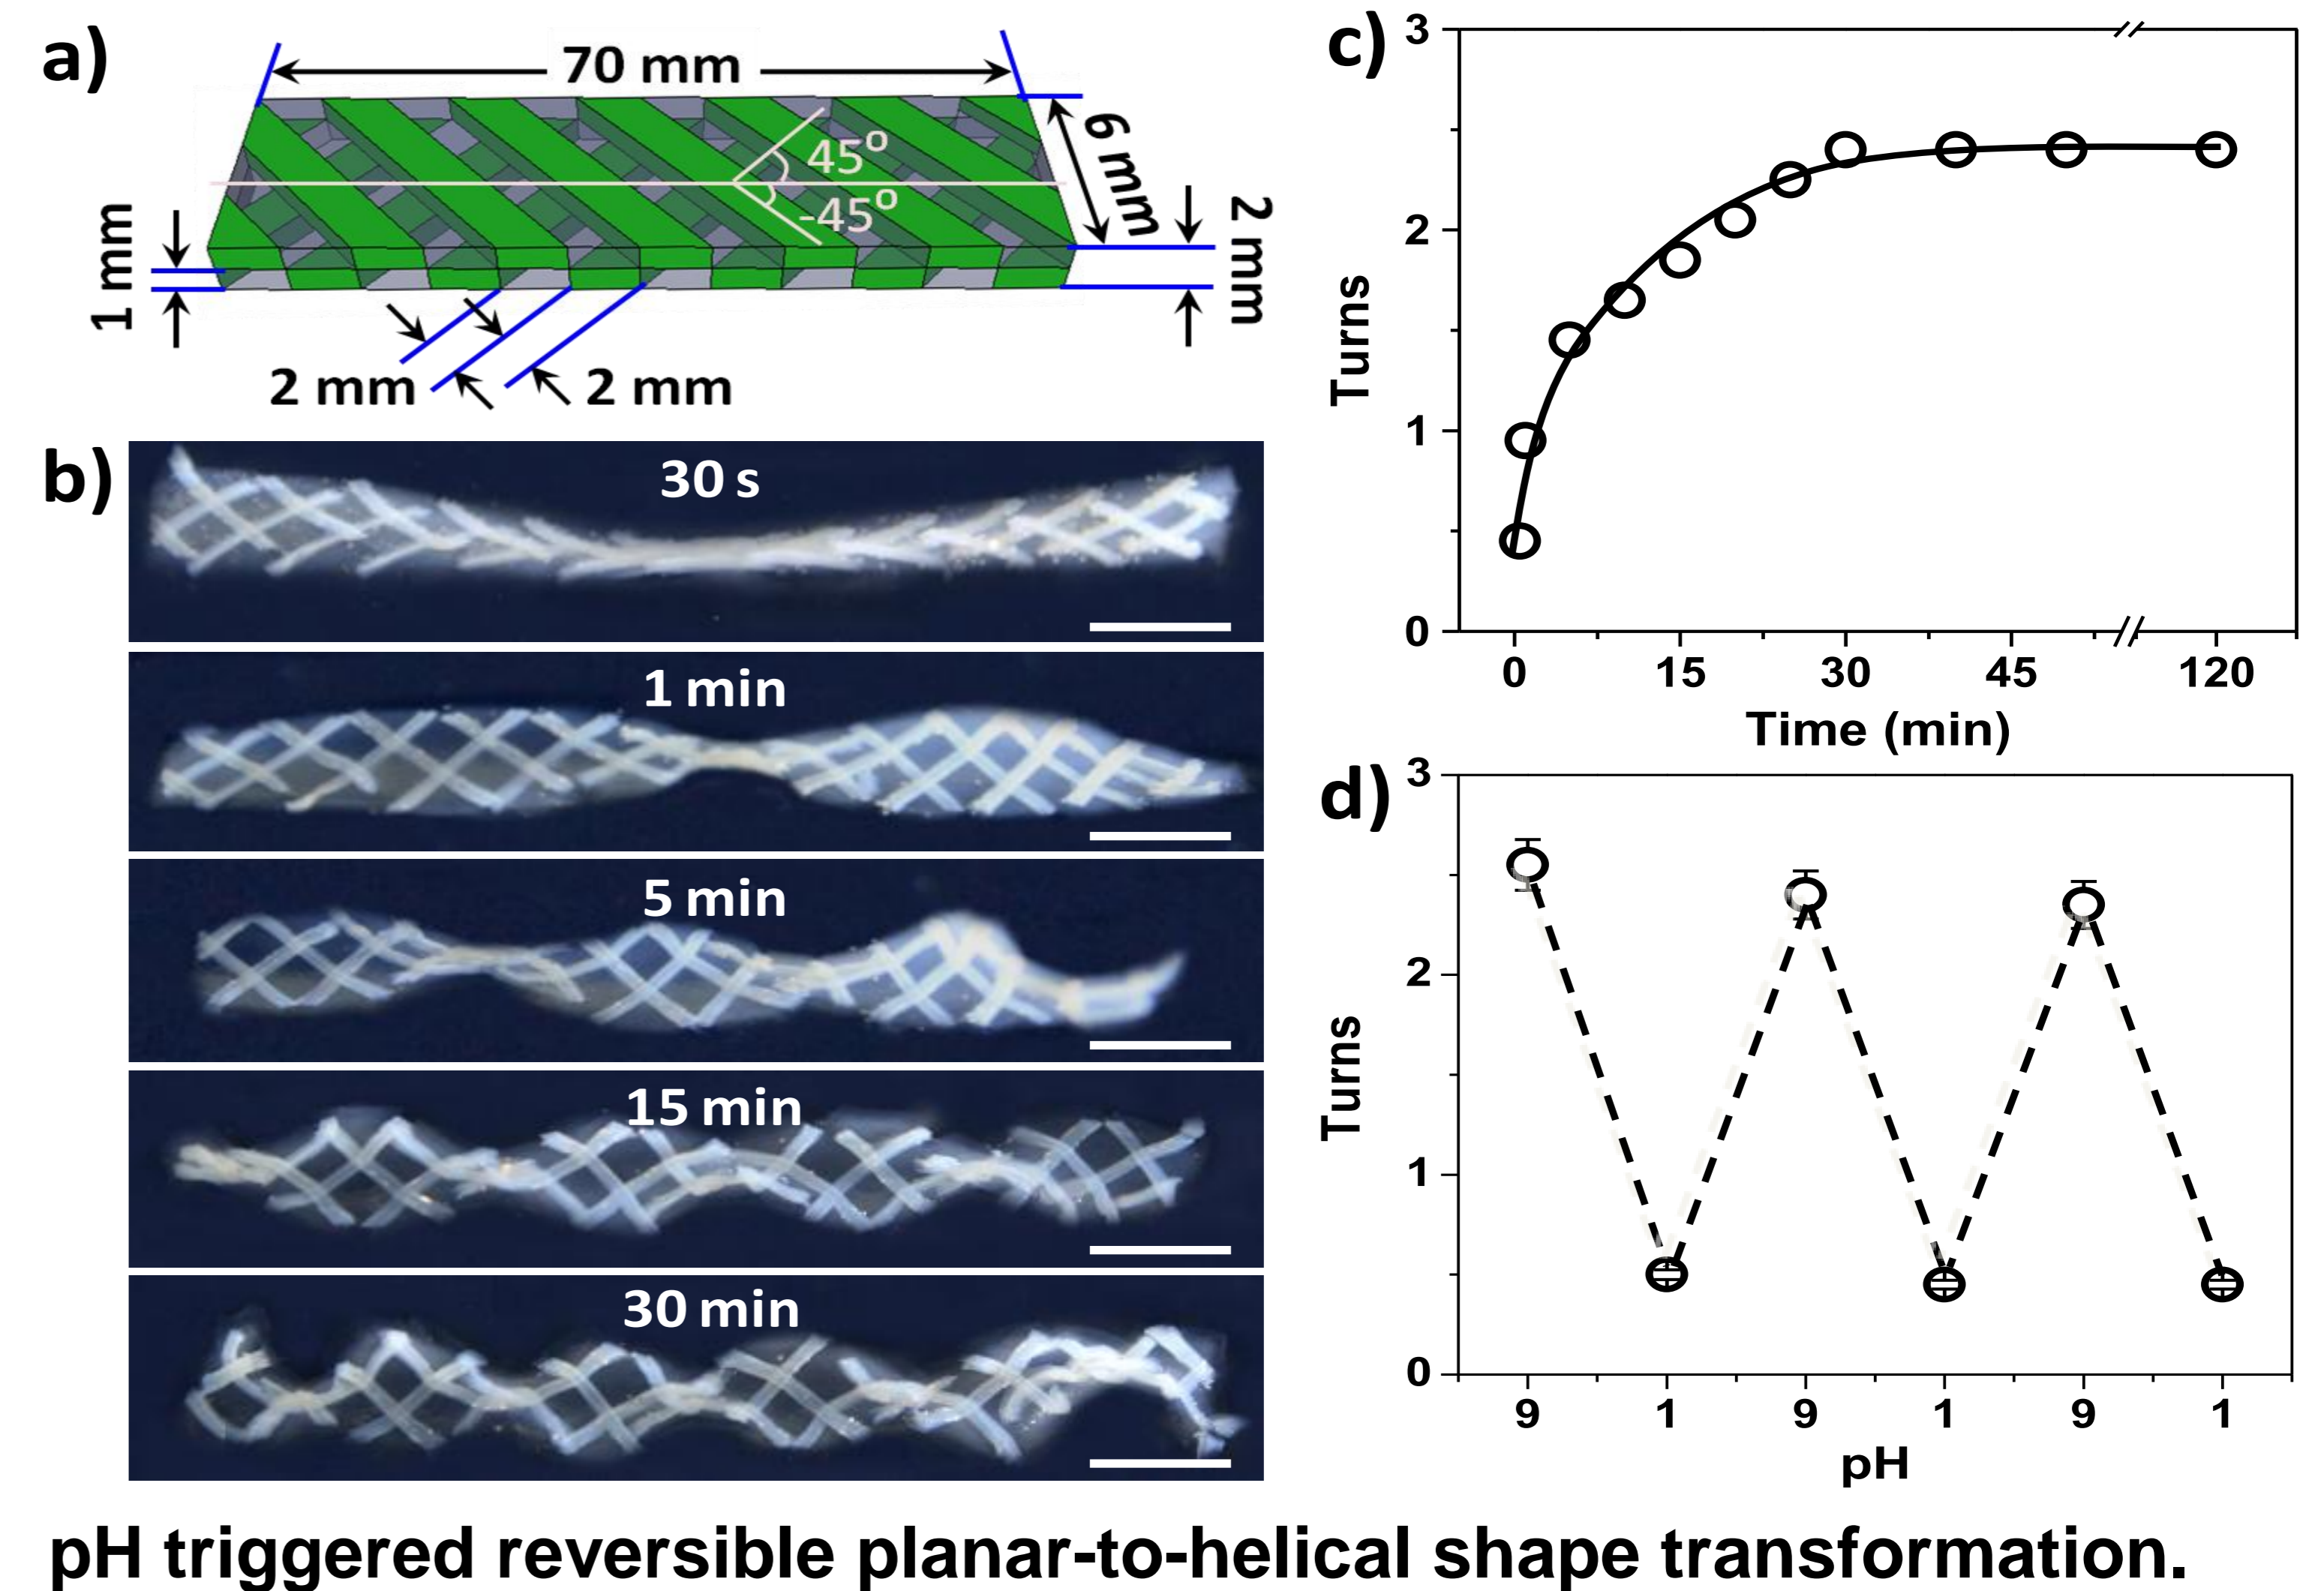 a)
70 mm
45°
-45°
6 mm
2 mm
1 mm
2 mm
2 mm
b)
30 s
1 min
5 min
15 min
30 min
c)
3
2
1
0
Turns
0 15 30 45 120
Time (min)
d)
3
2
1
0
Turns
9 1 9 1 9 1
pH
pH triggered reversible planar-to-helical shape transformation.